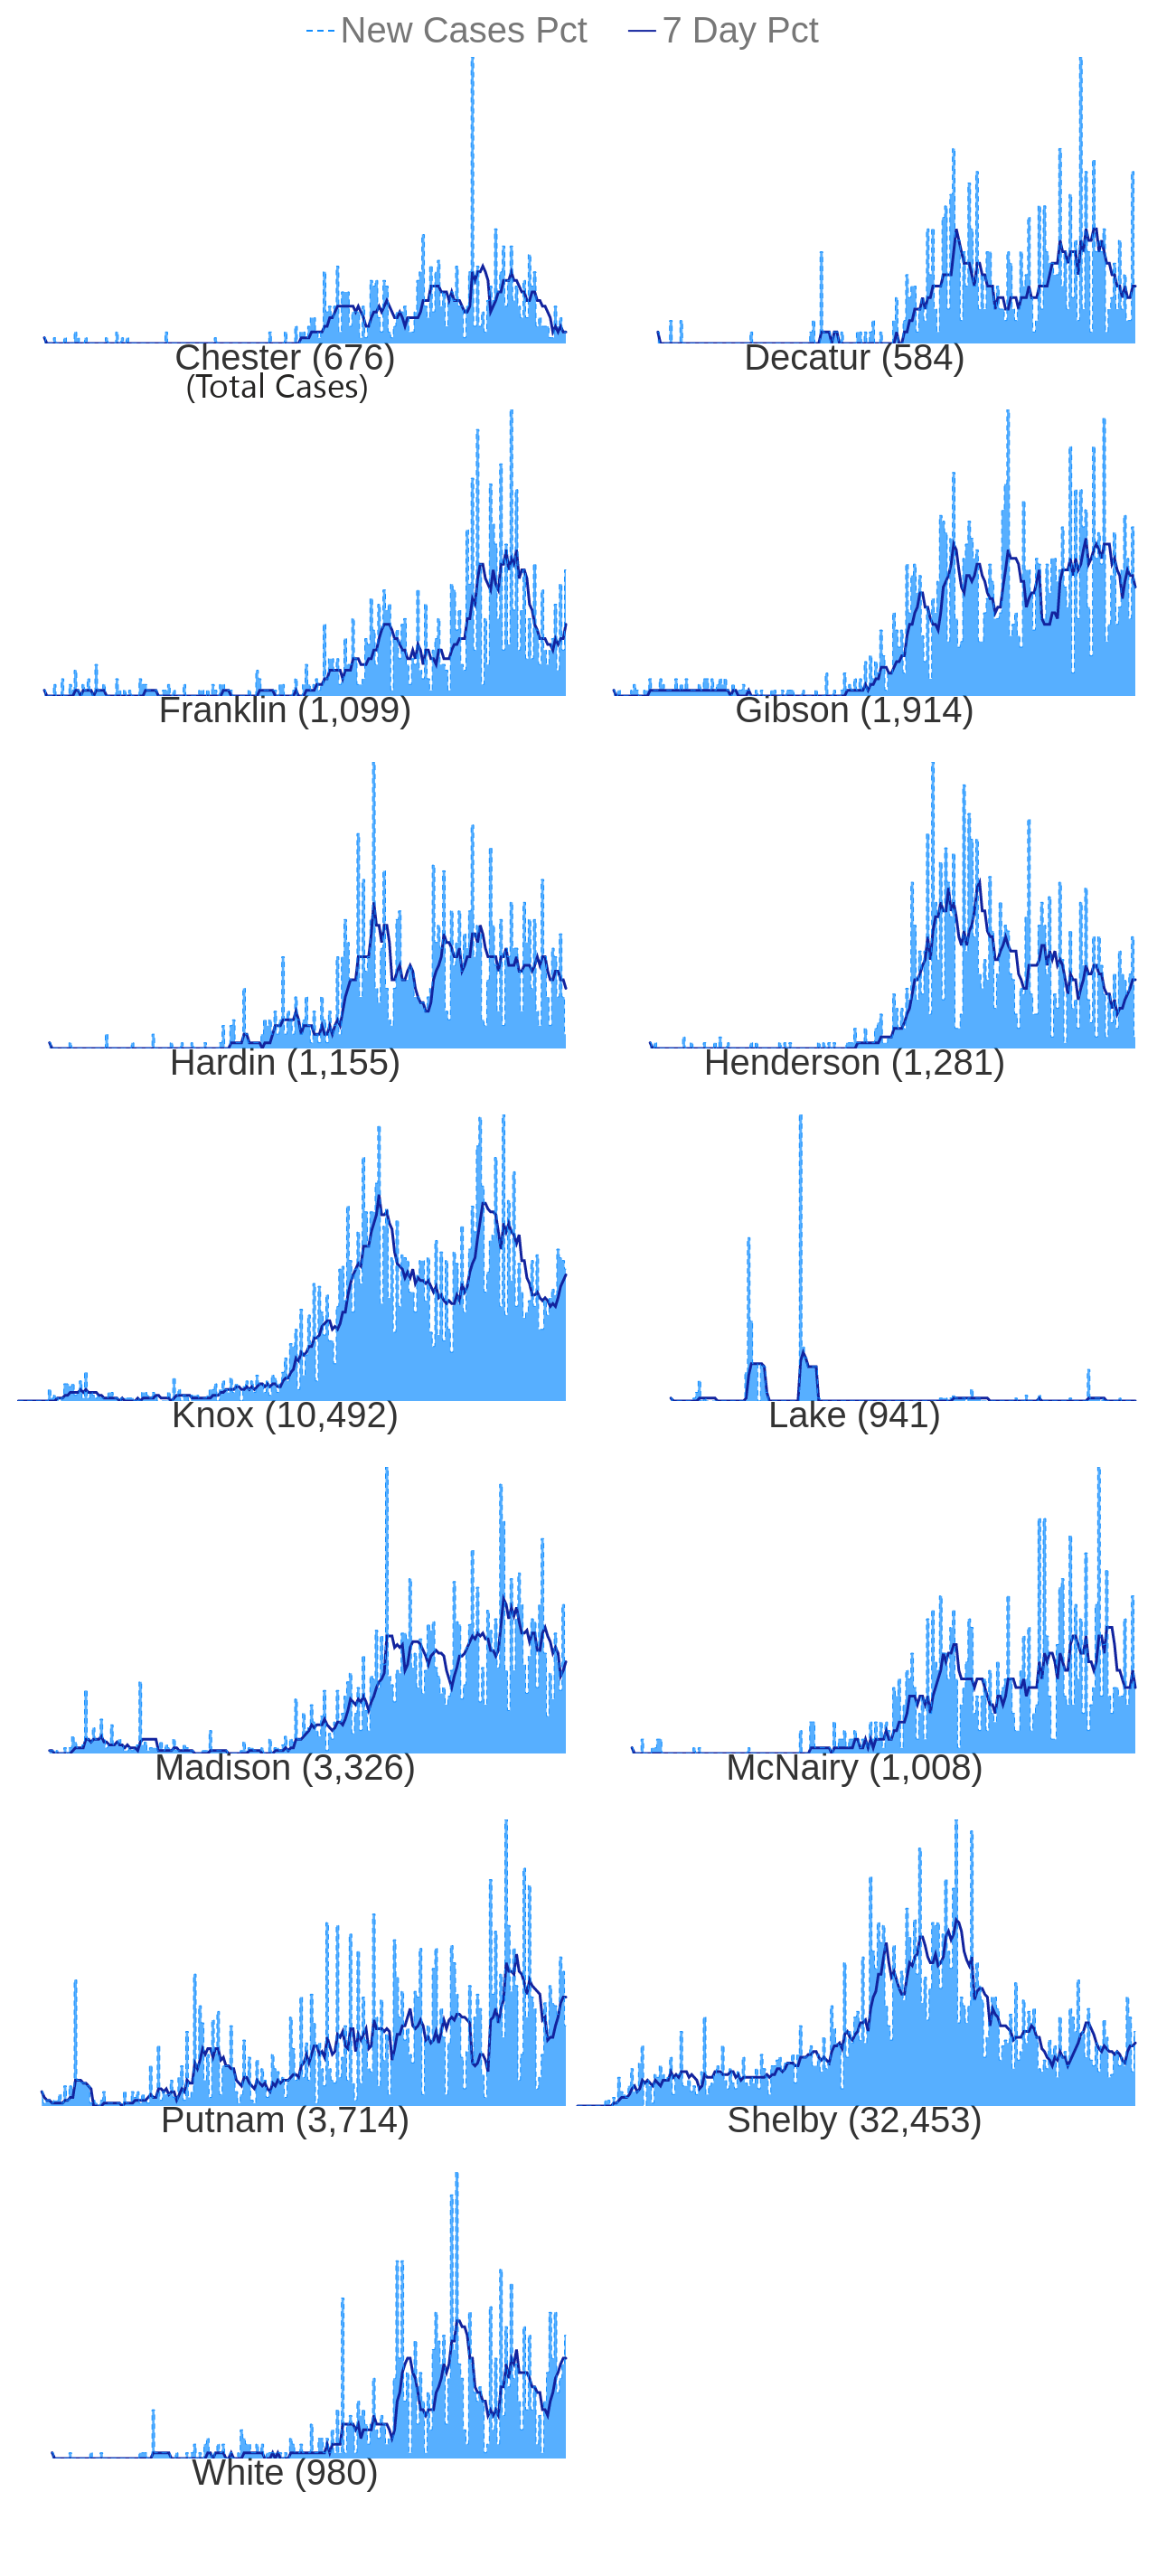 New Cases Pct 7 Day Pct
Chester (676) Decatur (584)
(Total Cases)
Franklin (1,099) Gibson (1,914)
Hardin (1,155) Henderson (1,281)
Knox (10,492) Lake (941)
Madison (3,326) McNairy (1,008)
Putnam (3,714) Shelby (32,453)
White (980)